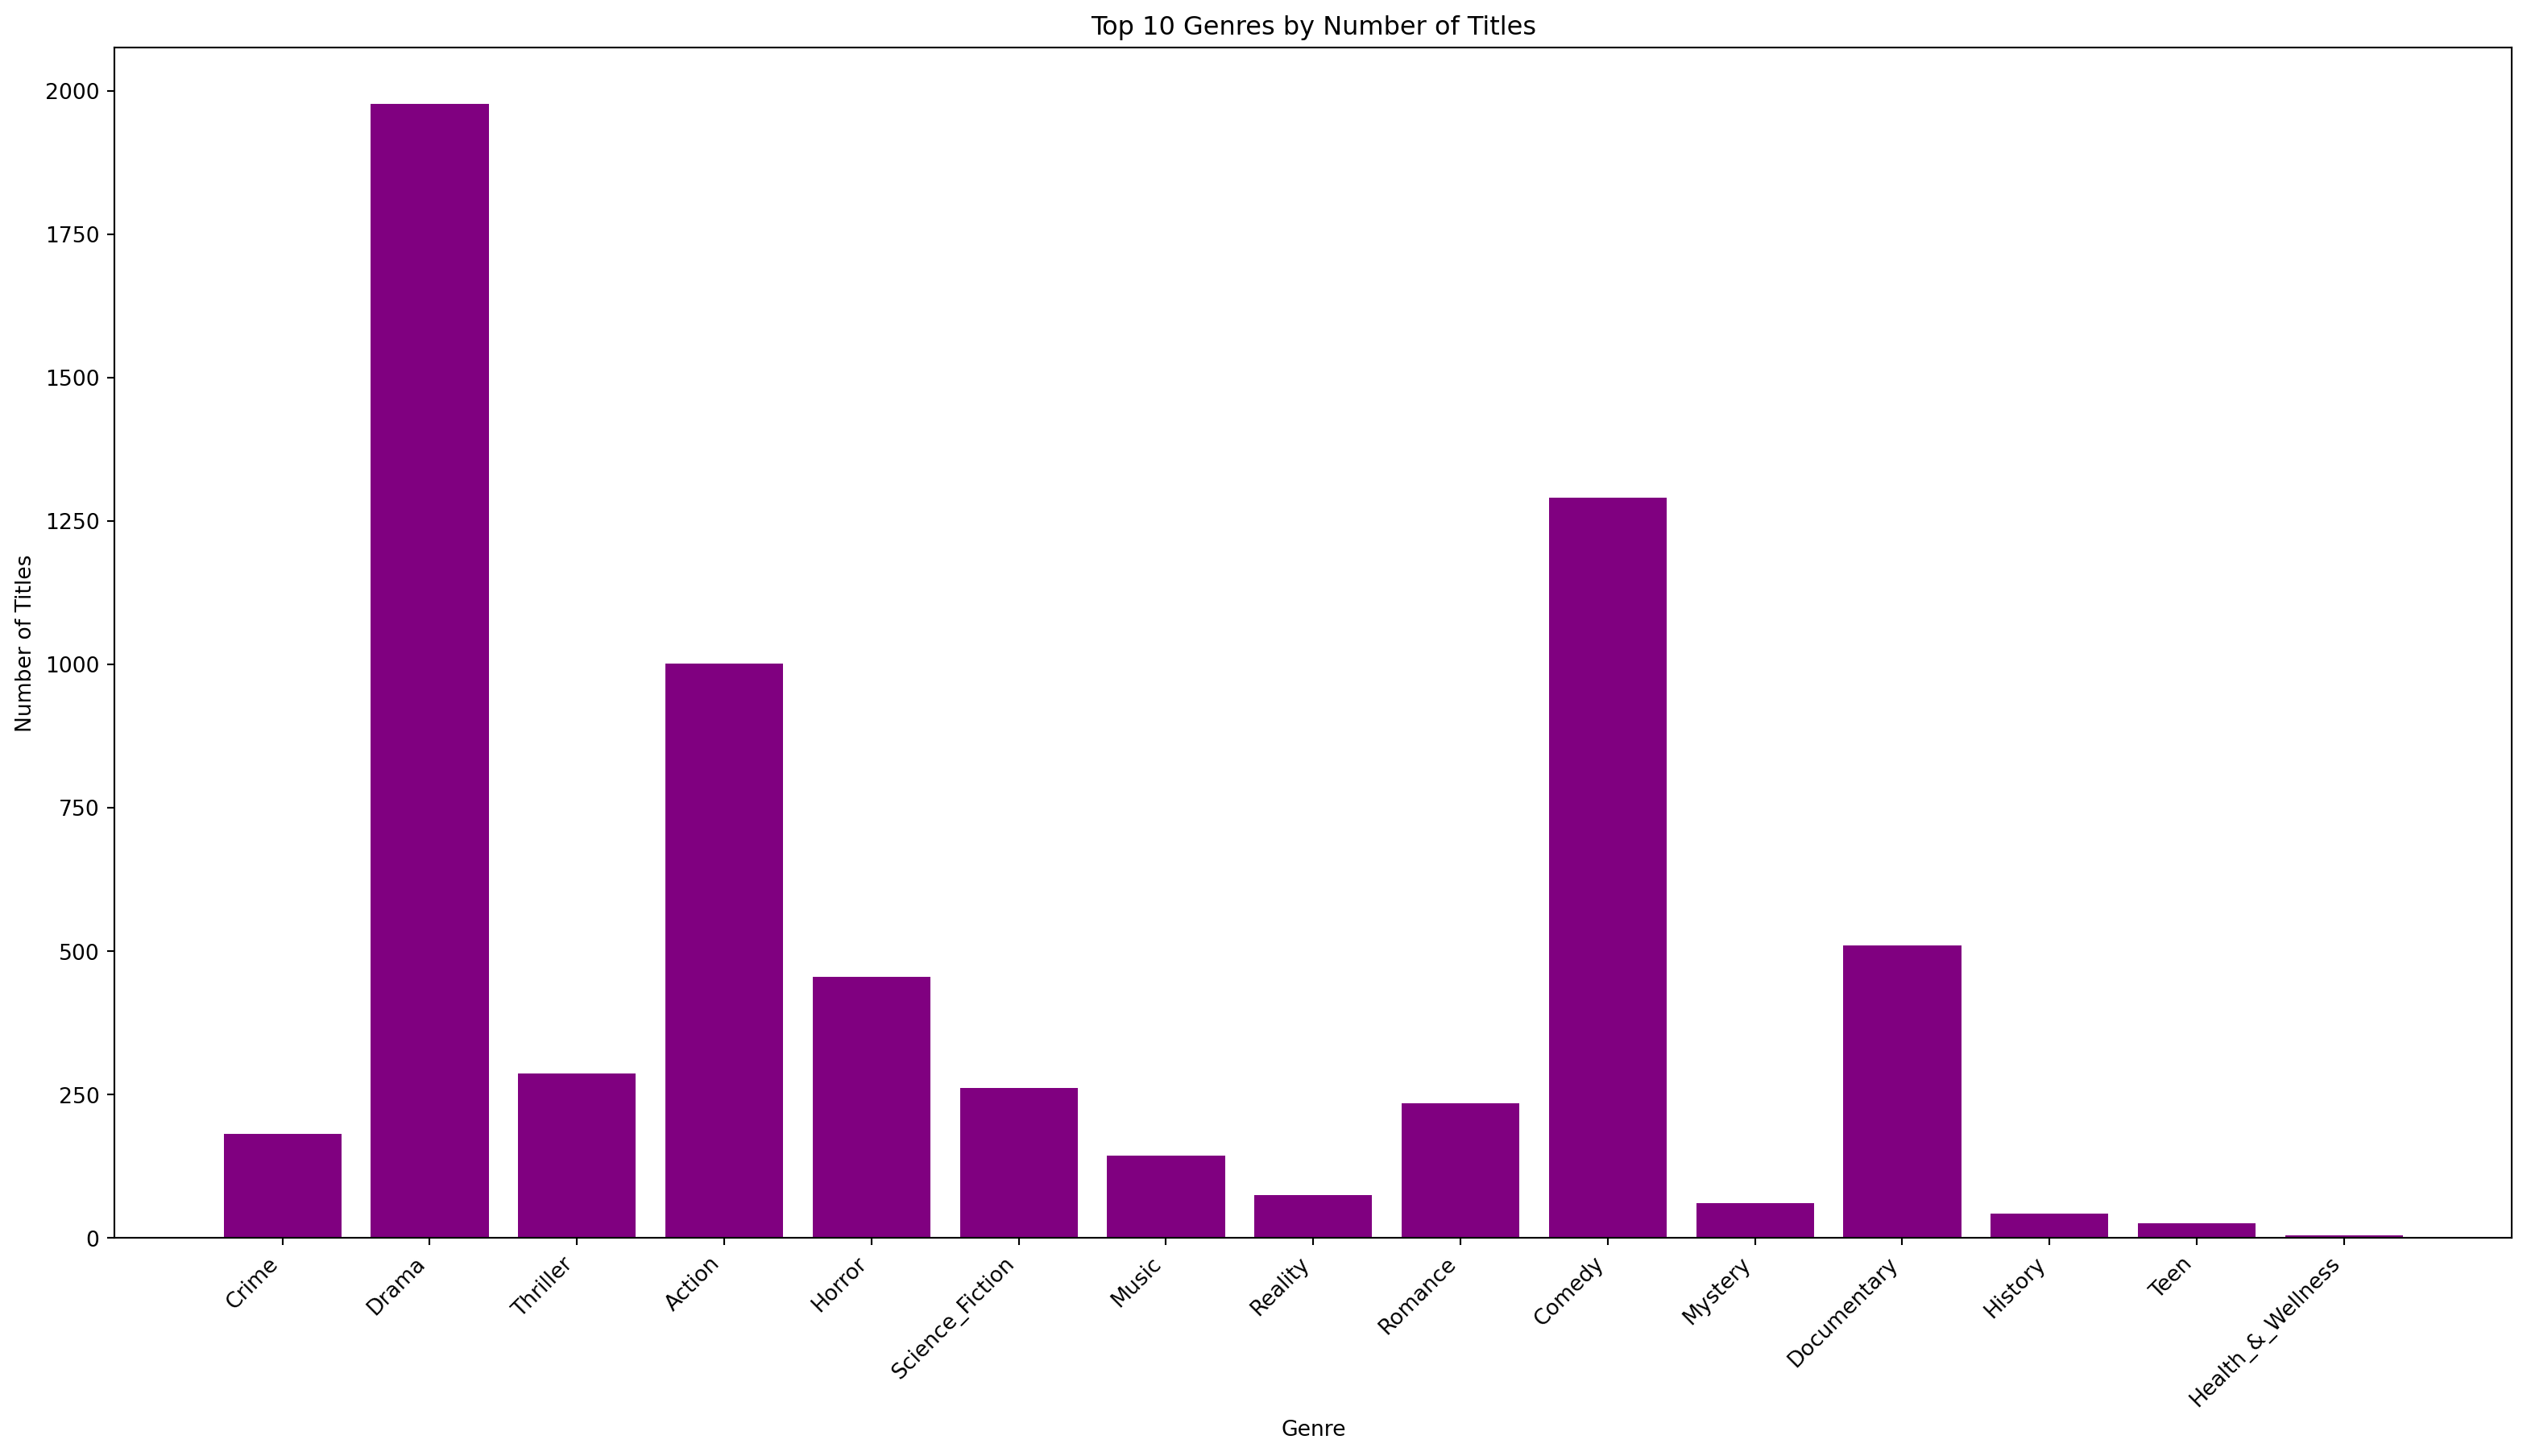 Top 10 Genres by Number of Titles
Number of Titles
2000
1750
1500
1250
1000
750
500
250
0
Crime
Drama
Thriller
Action
Horror
Science_Fiction
Music
Reality
Romance
Comedy
Mystery
Documentary
History
Teen
Health_&_Wellness
Genre